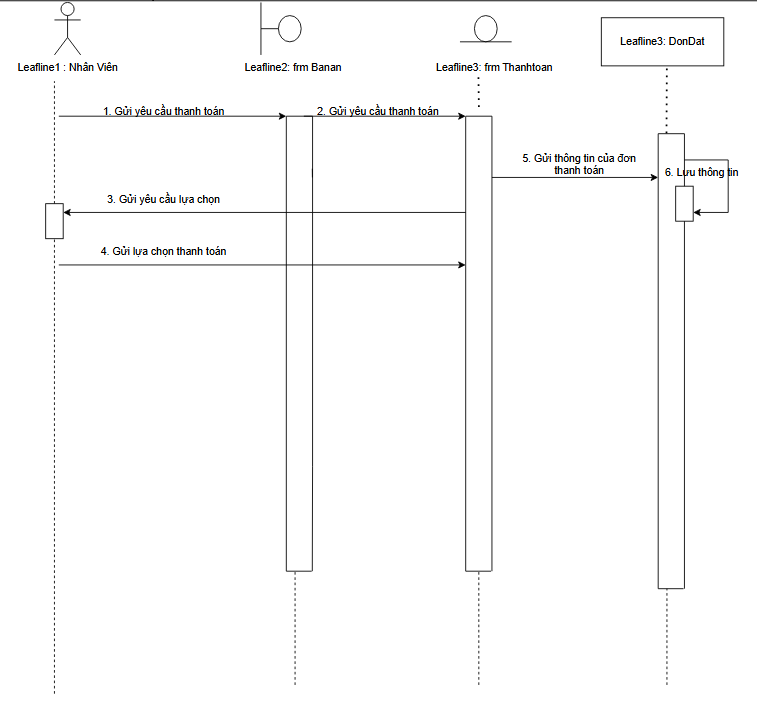 Leafline1 : Nhân Viên
Leafline2: frm Banan
Leafline3: frm Thanhtoan
Leafline3: DonDat
1. Gửi yêu cầu thanh toán
2. Gửi yêu cầu thanh toán
5. Gửi thông tin của đơn
thanh toán
6. Lưu thông tin
3. Gửi yêu cầu lựa chọn
4. Gửi lựa chọn thanh toán